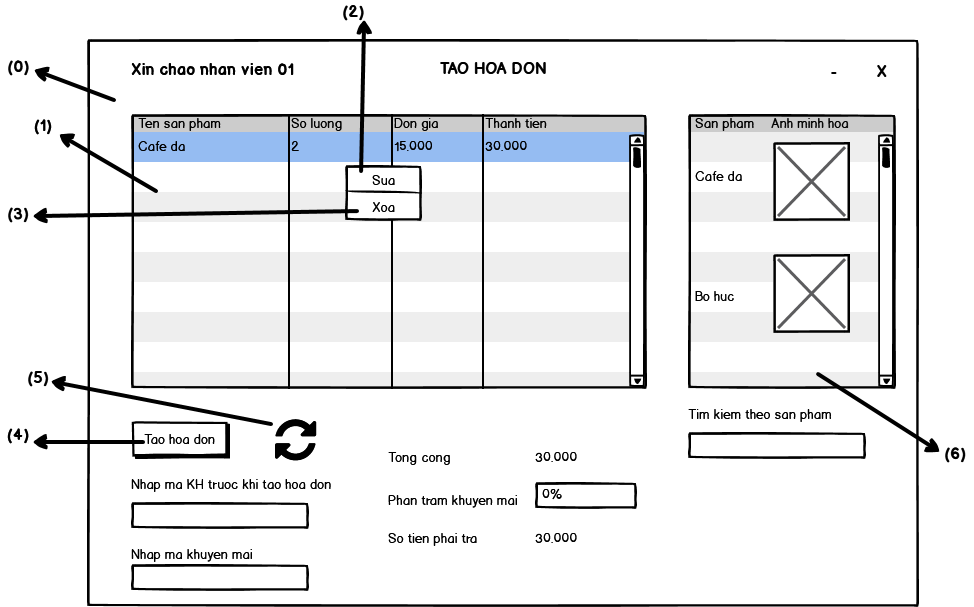 (2)
(0)
Xin chao nhan vien 01
TAO HOA DON
- X
(1)
Ten san pham So luong Don gia Thanh tien
San pham Anh minh hoa
Cafe da 2 15.000 30.000
Sua
Cafe da
(3)
Xoa
Bo huc
(5)
Tim kiem theo san pham
(4)
Tao hoa don
(6)
Tong cong 30.000
Nhap ma KH truoc khi tao hoa don
Phan tram khuyen mai 0%
So tien phai tra 30.000
Nhap ma khuyen mai